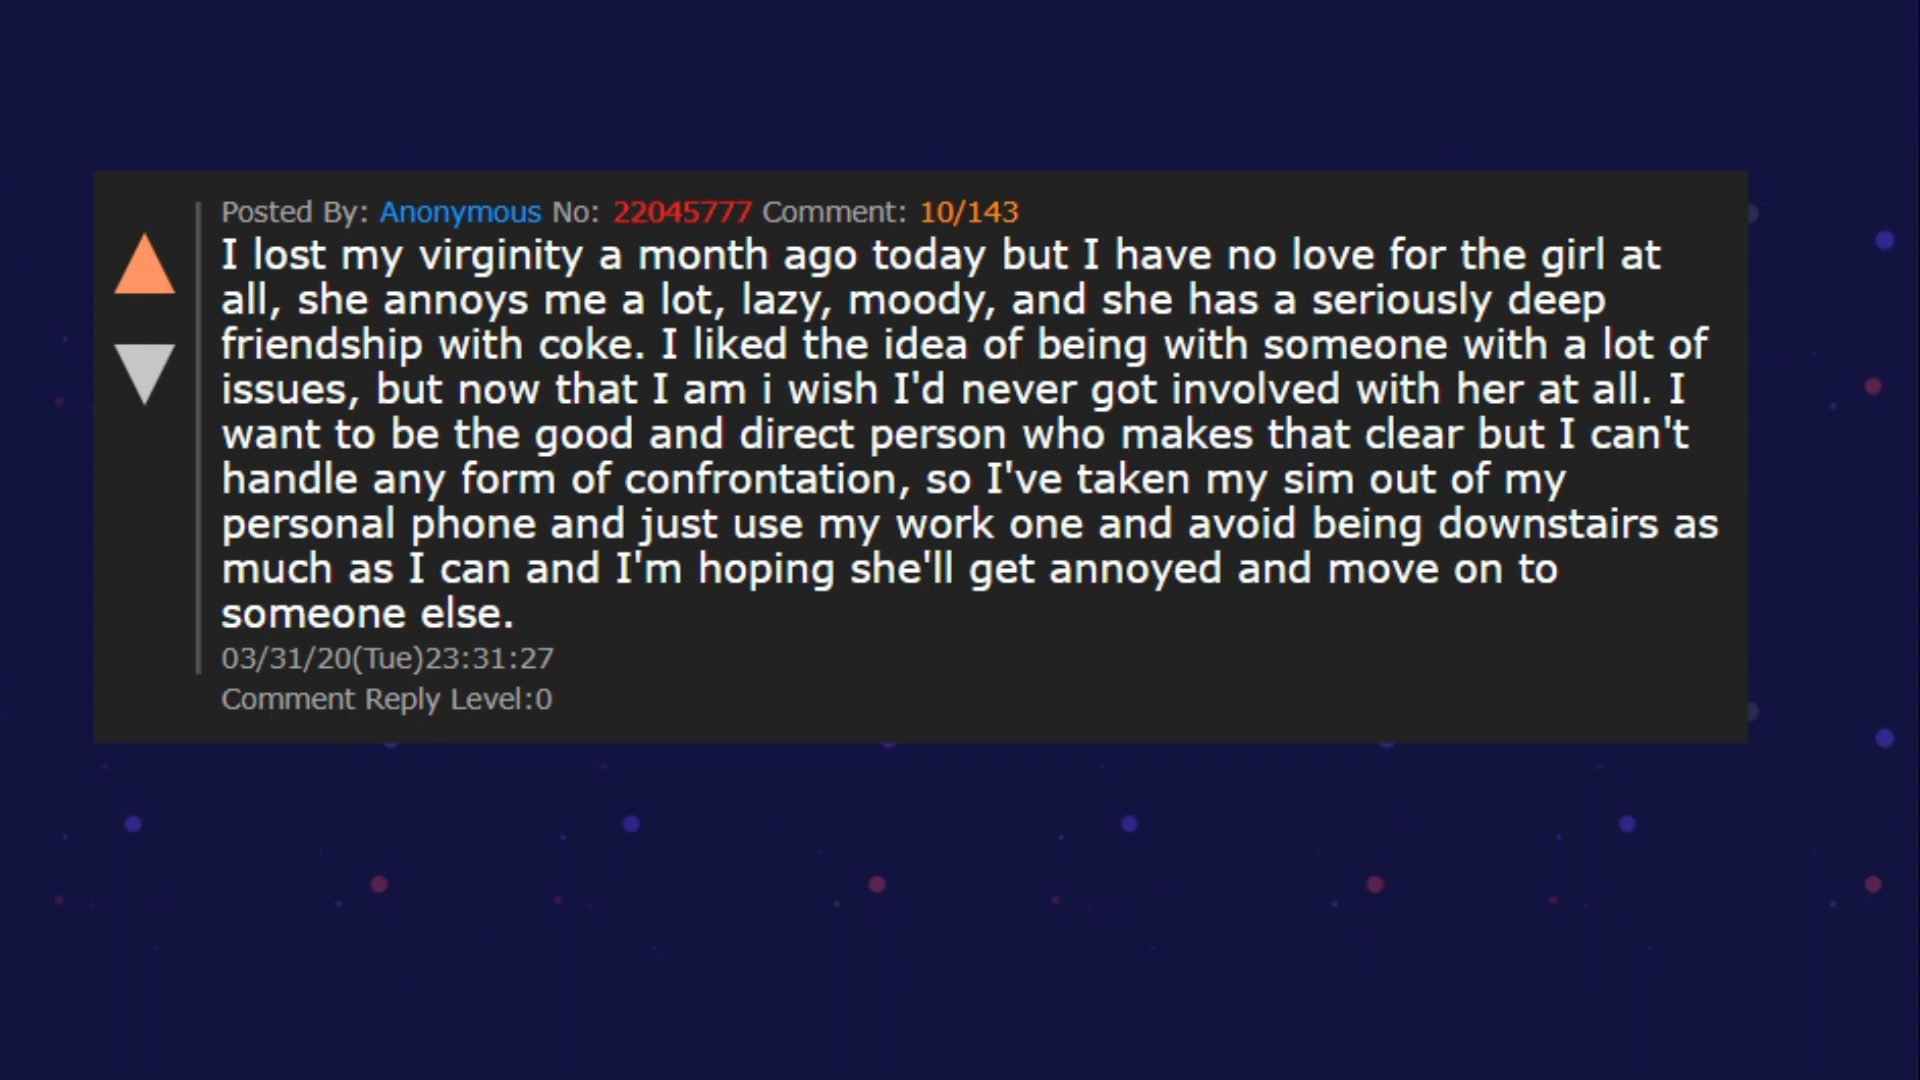 Posted By: Anonymous No: 22045777 Comment: 10/143
I lost my virginity a month ago today but I have no love for the girl at
all, she annoys me a lot, lazy, moody, and she has a seriously deep
friendship with coke. I liked the idea of being with someone with a lot of
issues, but now that I am i wish I'd never got involved with her at all. I
want to be the good and direct person who makes that clear but I can't
handle any form of confrontation, so I've taken my sim out of my
personal phone and just use my work one and avoid being downstairs as
much as I can and I'm hoping she'll get annoyed and move on to
someone else.
03/31/20(Tue)23:31:27
Comment Reply Level:0